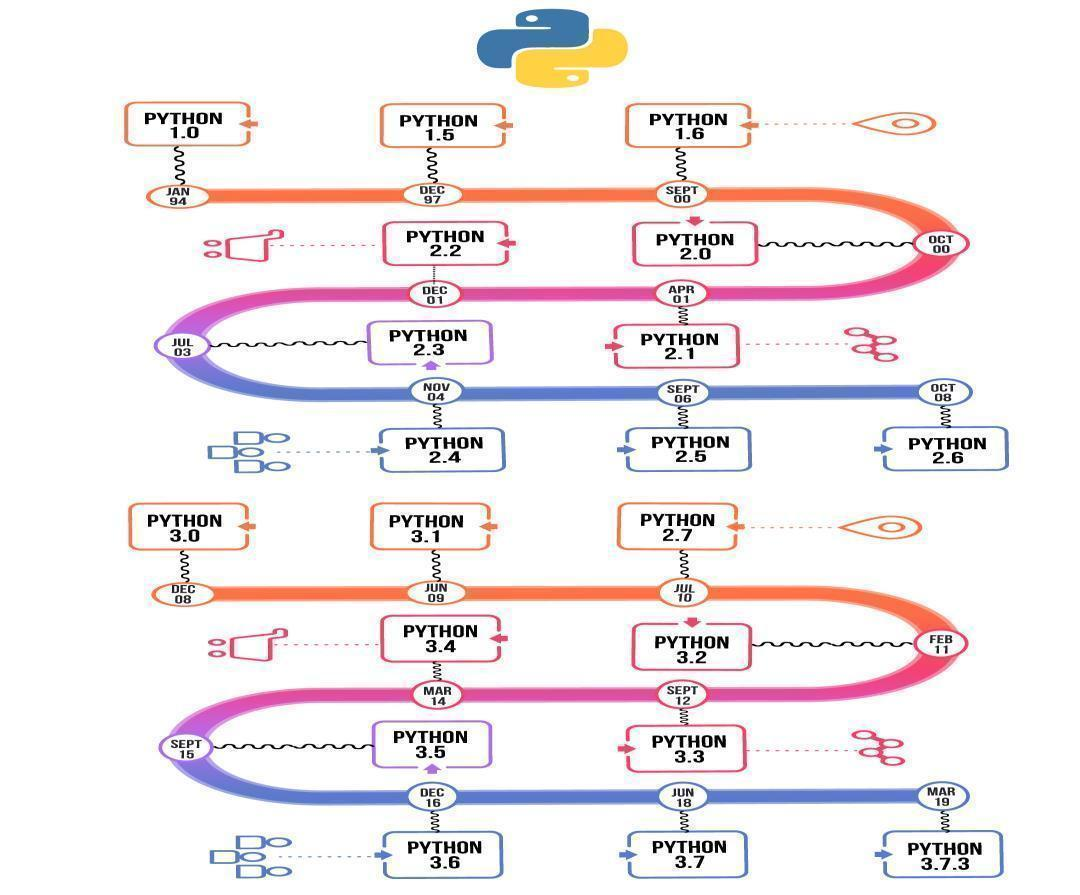 PYTHON
1.0
PYTHON
1.5
PYTHON
1.6
JAN
94
DEC
97
SEPT
00
PYTHON
2.2
PYTHON
2.0
OCT
00
DEC
01
APR
01
JUL
03
PYTHON
2.3
PYTHON
2.1
NOV
04
SEPT
06
OCT
08
PYTHON
2.4
PYTHON
2.5
PYTHON
2.6
PYTHON
3.0
PYTHON
3.1
PYTHON
2.7
DEC
08
JUN
09
JUL
10
PYTHON
3.4
PYTHON
3.2
FEB
11
MAR
14
SEPT
12
SEPT
15
PYTHON
3.5
PYTHON
3.3
DEC
16
JUN
18
MAR
19
PYTHON
3.6
PYTHON
3.7
PYTHON
3.7.3